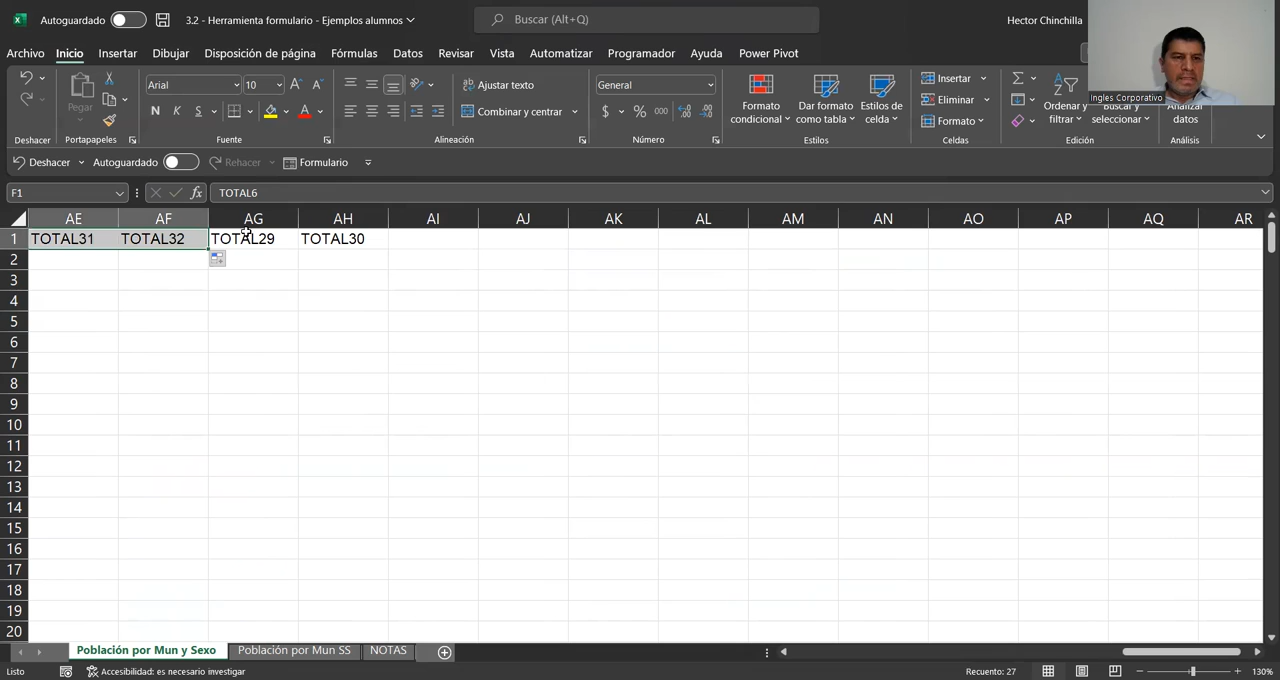 Autoguardado 3.2 - Herramienta formulario - Ejemplos alumnos Buscar (Alt+Q) Hector Chinchilla
Archivo Inicio Insertar Dibujar Disposición de página Fórmulas Datos Revisar Vista Automatizar Programador Ayuda Power Pivot
Pegar Arial 10 Ajustar texto General Formato condicional Dar formato como tabla Estilos de celda Insertar Ordenar y filtrar Buscar y seleccionar Analizar datos
N K S Combinar y centrar $ % 000 Eliminar
Formato
Deshacer Portapapeles Fuente Alineación Número Estilos Celdas Edición Análisis
Ingles Corporativo
Deshacer Autoguardado Rehacer Formulario
F1 fx TOTAL6
AE AF AG AH AI AJ AK AL AM AN AO AP AQ AR
1 TOTAL31 TOTAL32 TOTAL29 TOTAL30
2
3
4
5
6
7
8
9
10
11
12
13
14
15
16
17
18
19
20
Población por Mun y Sexo Población por Mun SS NOTAS
Listo Accesibilidad: es necesario investigar Recuento: 27 130%